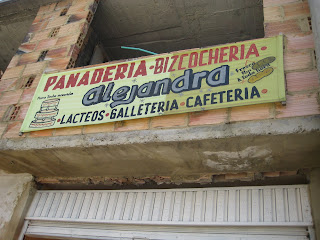 PANADERIA·BIZCOCHERIA·
alejandra
·LACTEOS·GALLETERIA·CAFETERIA·